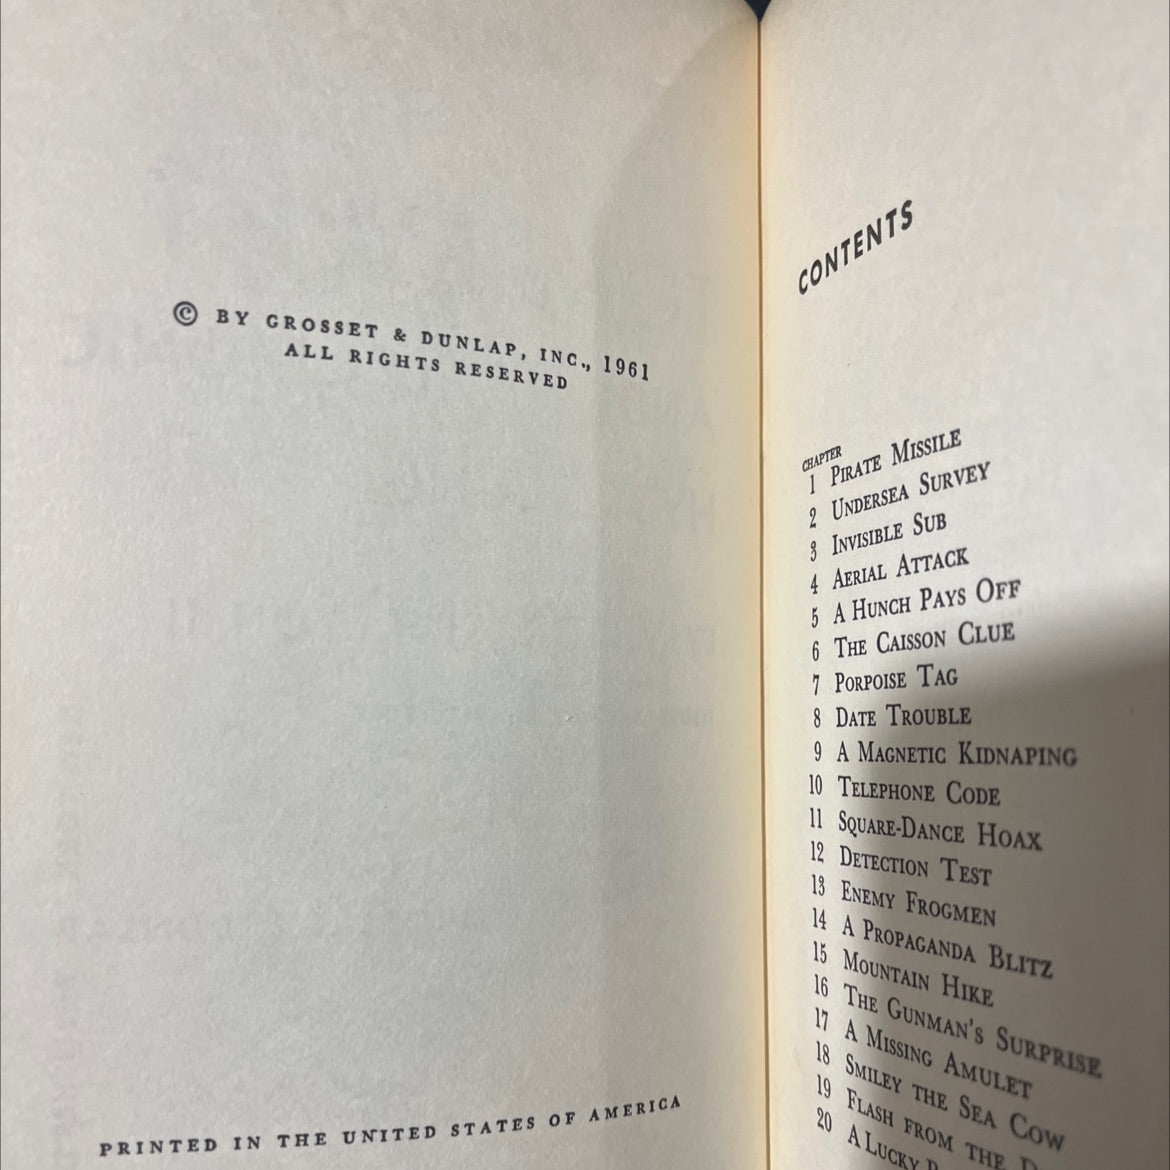 © BY GROSSET & DUNLAP, INC., 1961
ALL RIGHTS RESERVED
PRINTED IN THE UNITED STATES OF AMERICA
CONTENTS
CHAPTER
1 PIRATE MISSILE
2 UNDERSEA SURVEY
3 INVISIBLE SUB
4 AERIAL ATTACK
5 A HUNCH PAYS OFF
6 THE CAISSON CLUE
7 PORPOISE TAG
8 DATE TROUBLE
9 A MAGNETIC KIDNAPING
10 TELEPHONE CODE
11 SQUARE-DANCE HOAX
12 DETECTION TEST
13 ENEMY FROGMEN
14 A PROPAGANDA BLITZ
15 MOUNTAIN HIKE
16 THE GUNMAN'S SURPRISE
17 A MISSING AMULET
18 SMILEY THE SEA COW
19 FLASH FROM THE
20 A LUCKY